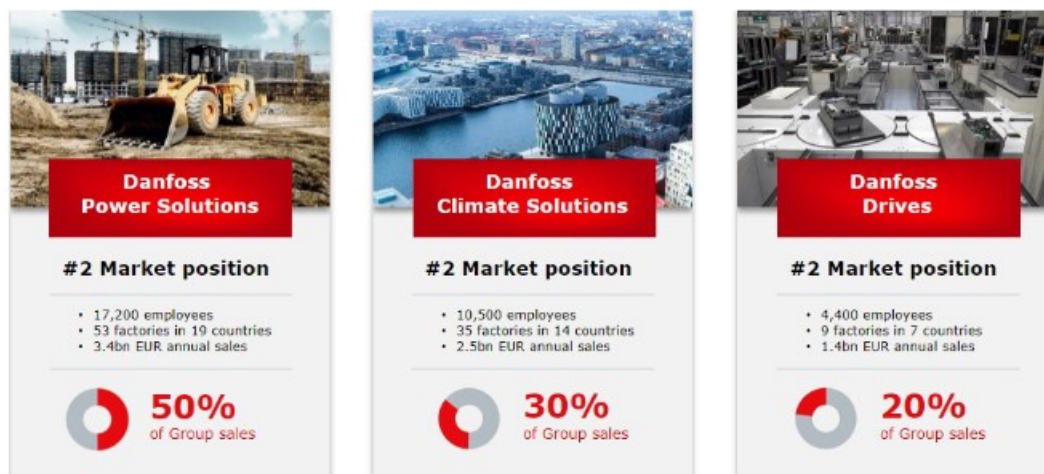 Danfoss
Power Solutions
#2 Market position
• 17,200 employees
• 53 factories in 19 countries
• 3.4bn EUR annual sales
50%
of Group sales
Danfoss
Climate Solutions
#2 Market position
• 10,500 employees
• 35 factories in 14 countries
• 2.5bn EUR annual sales
30%
of Group sales
Danfoss
Drives
#2 Market position
• 4,400 employees
• 9 factories in 7 countries
• 1.4bn EUR annual sales
20%
of Group sales